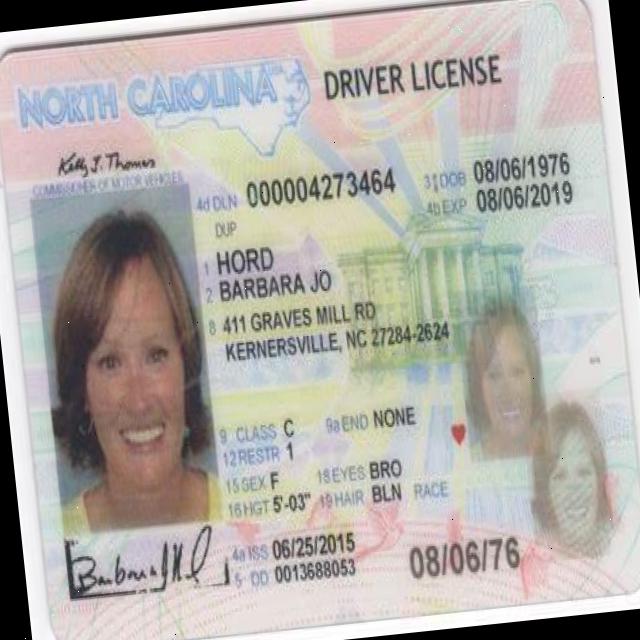 NORTH CAROLINA DRIVER LICENSE
Kelly J. Thomas
COMMISSIONER OF MOTOR VEHICLES
4d DLN 000004273464
3 DOB 08/06/1976
4b EXP 08/06/2019
DUP
1 HORD
2 BARBARA JO
8 411 GRAVES MILL RD
KERNERSVILLE, NC 27284-2624
9 CLASS C 9a END NONE
12 RESTR 1
15 SEX F 18 EYES BRO
16 HGT 5'-03" 19 HAIR BLN RACE
4a ISS 06/25/2015
5 DD 0013688053
08/06/76